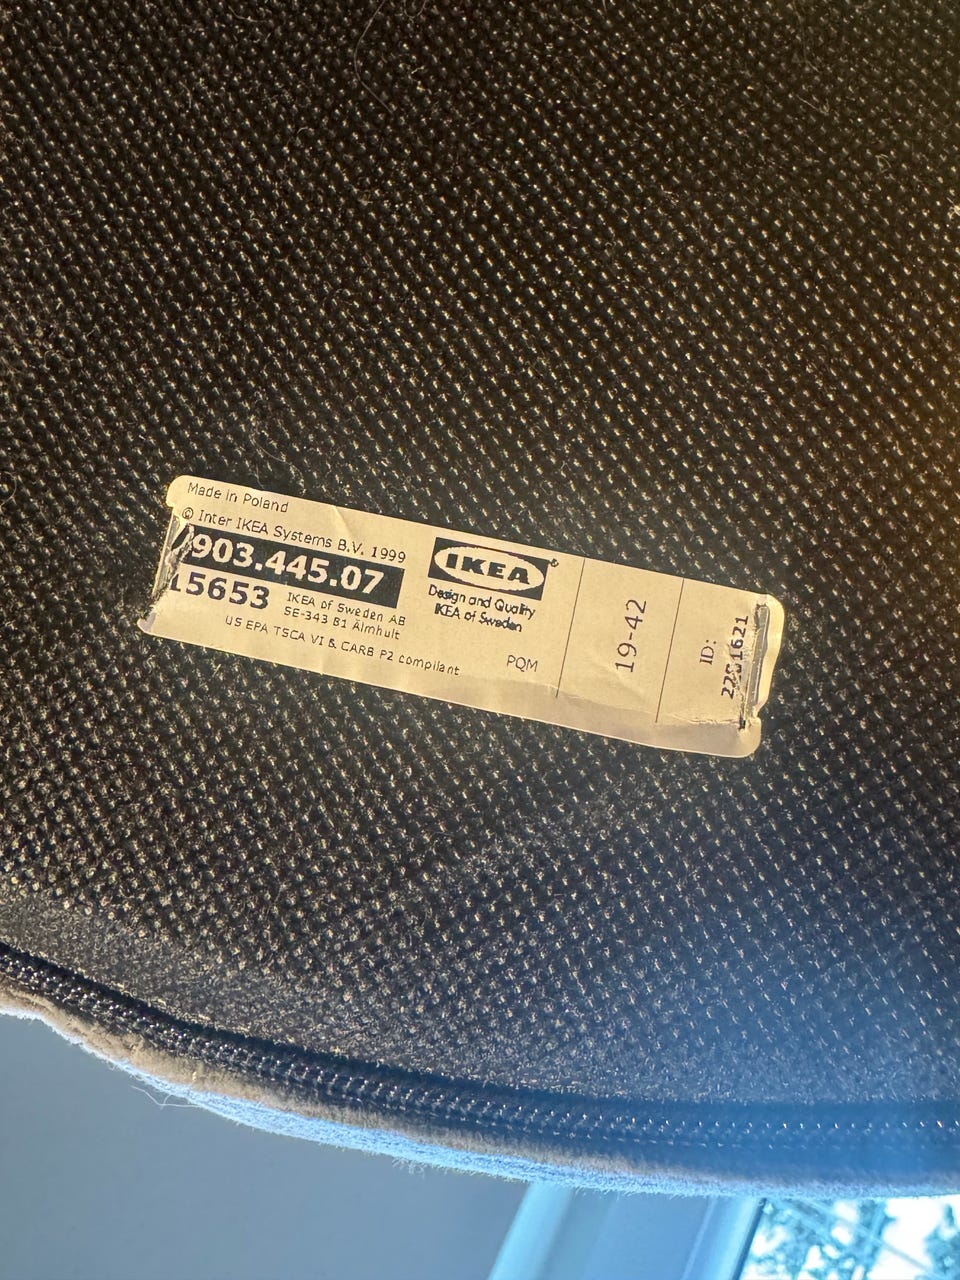 Made in Poland
© Inter IKEA Systems B.V. 1999
903.445.07
15653
IKEA of Sweden AB
SE-343 81 Älmhult
US EPA TSCA VI & CARB P2 compliant
IKEA®
Design and Quality
IKEA of Sweden
PQM
19-42
ID: